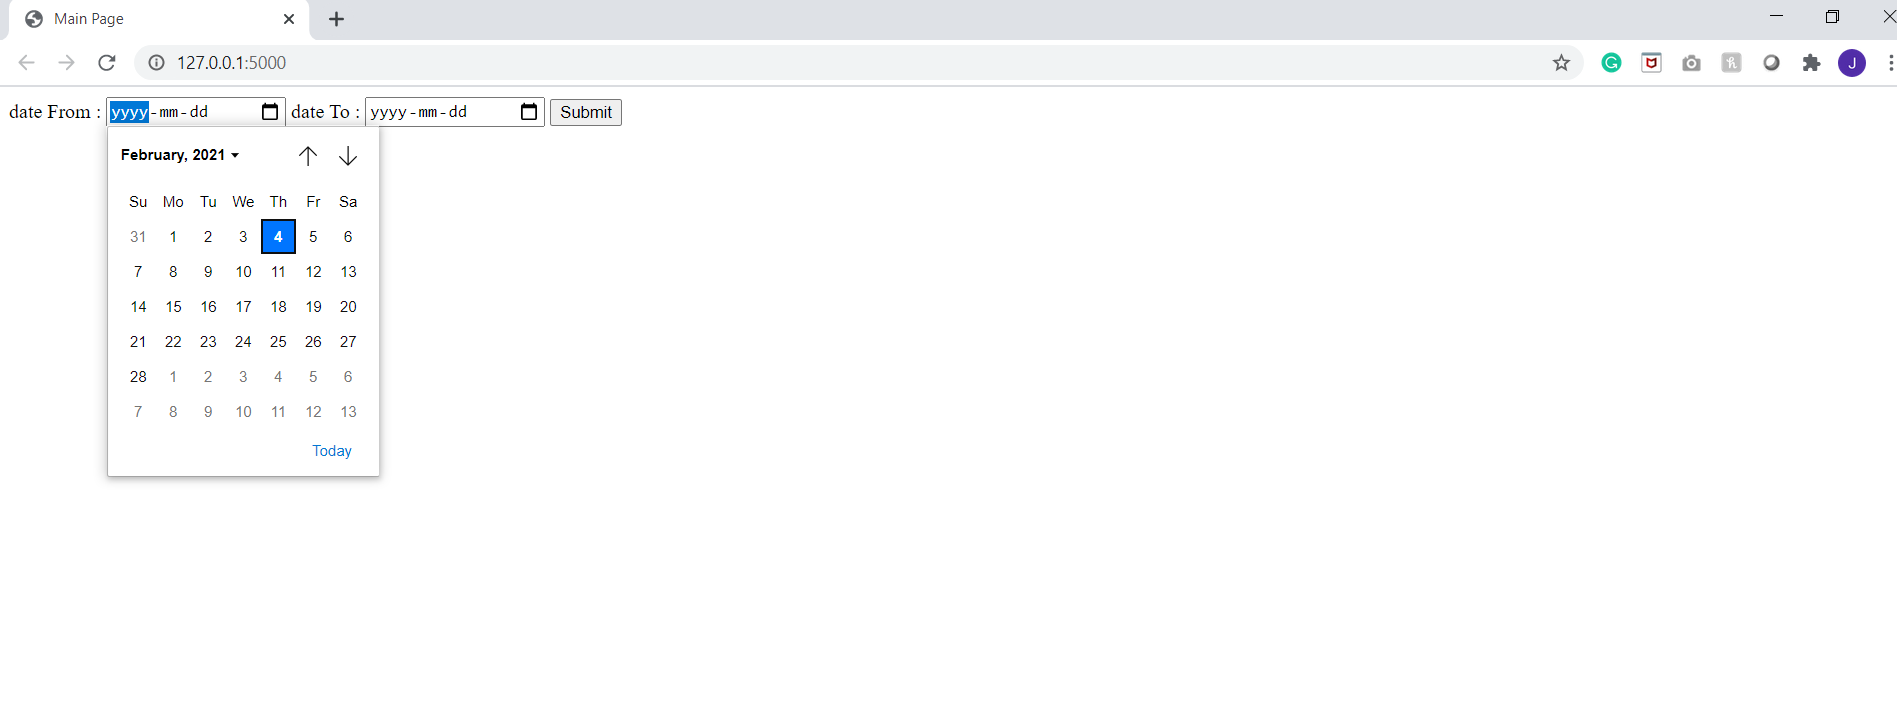 Main Page
127.0.0.1:5000
J
date From : yyyy-mm-dd date To : yyyy-mm-dd Submit
February, 2021
Su Mo Tu We Th Fr Sa
31 1 2 3 4 5 6
7 8 9 10 11 12 13
14 15 16 17 18 19 20
21 22 23 24 25 26 27
28 1 2 3 4 5 6
7 8 9 10 11 12 13
Today